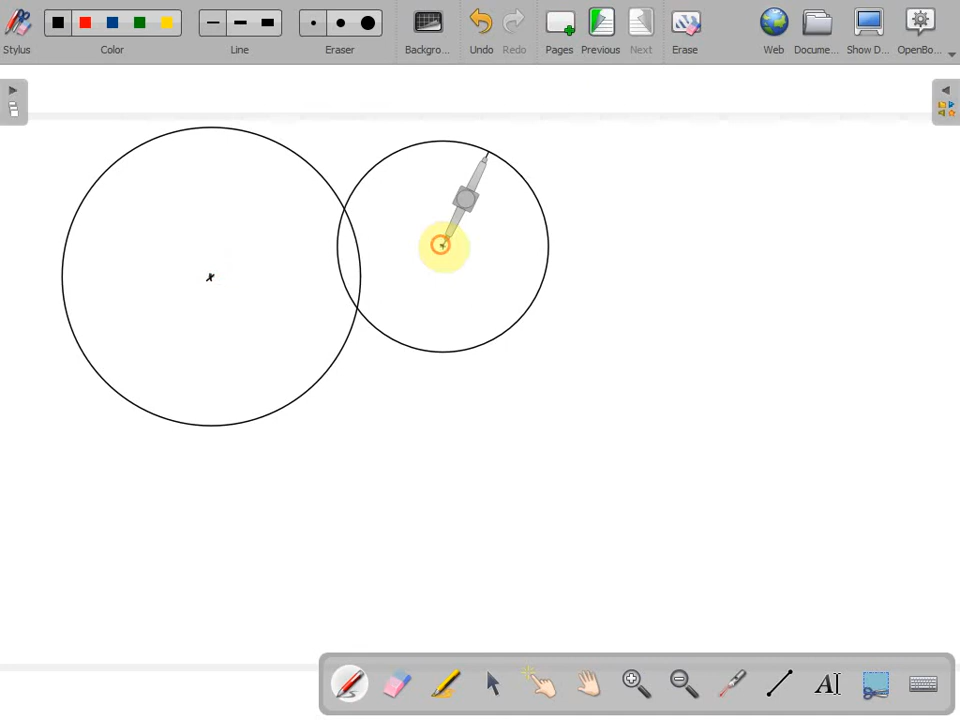 Stylus Color Line Eraser Backgro... Undo Redo Pages Previous Next Erase Web Docume... Show D... OpenBo...
x
A